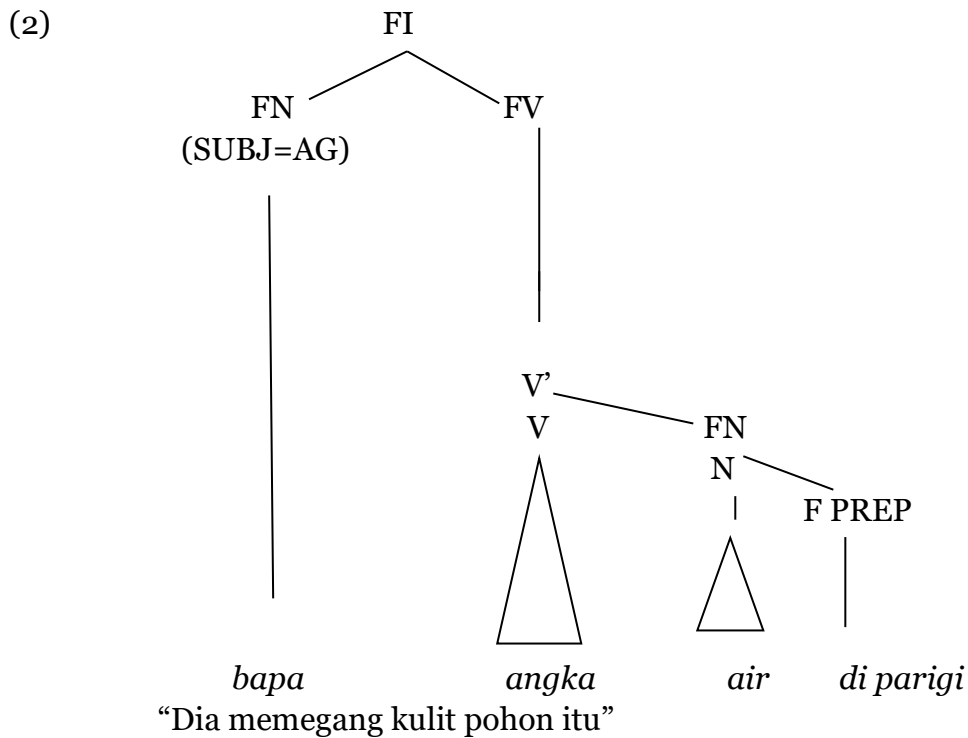 (2) FI
FN FV
(SUBJ=AG)
V’
V FN
N
F PREP
bapa angka air di parigi
“Dia memegang kulit pohon itu”